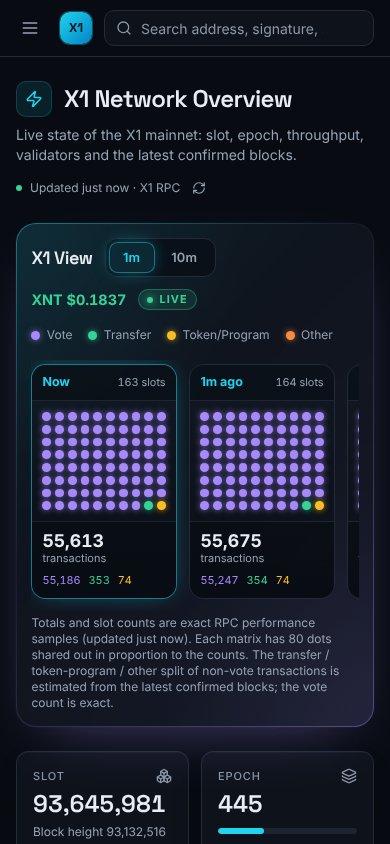 X1
Search address, signature,
X1 Network Overview
Live state of the X1 mainnet: slot, epoch, throughput,
validators and the latest confirmed blocks.
Updated just now · X1 RPC
X1 View
1m
10m
XNT $0.1837
LIVE
Vote
Transfer
Token/Program
Other
Now
163 slots
55,613
transactions
55,186 353 74
1m ago
164 slots
55,675
transactions
55,247 354 74
Totals and slot counts are exact RPC performance
samples (updated just now). Each matrix has 80 dots
shared out in proportion to the counts. The transfer /
token-program / other split of non-vote transactions is
estimated from the latest confirmed blocks; the vote
count is exact.
SLOT
93,645,981
Block height 93,132,516
EPOCH
445